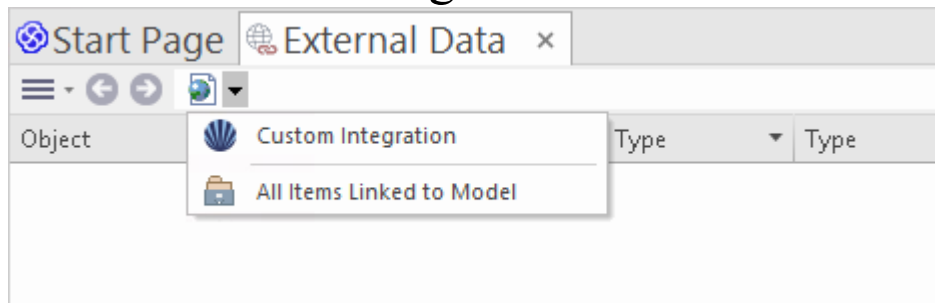 Start Page External Data ×
Object Type Type
Custom Integration
All Items Linked to Model